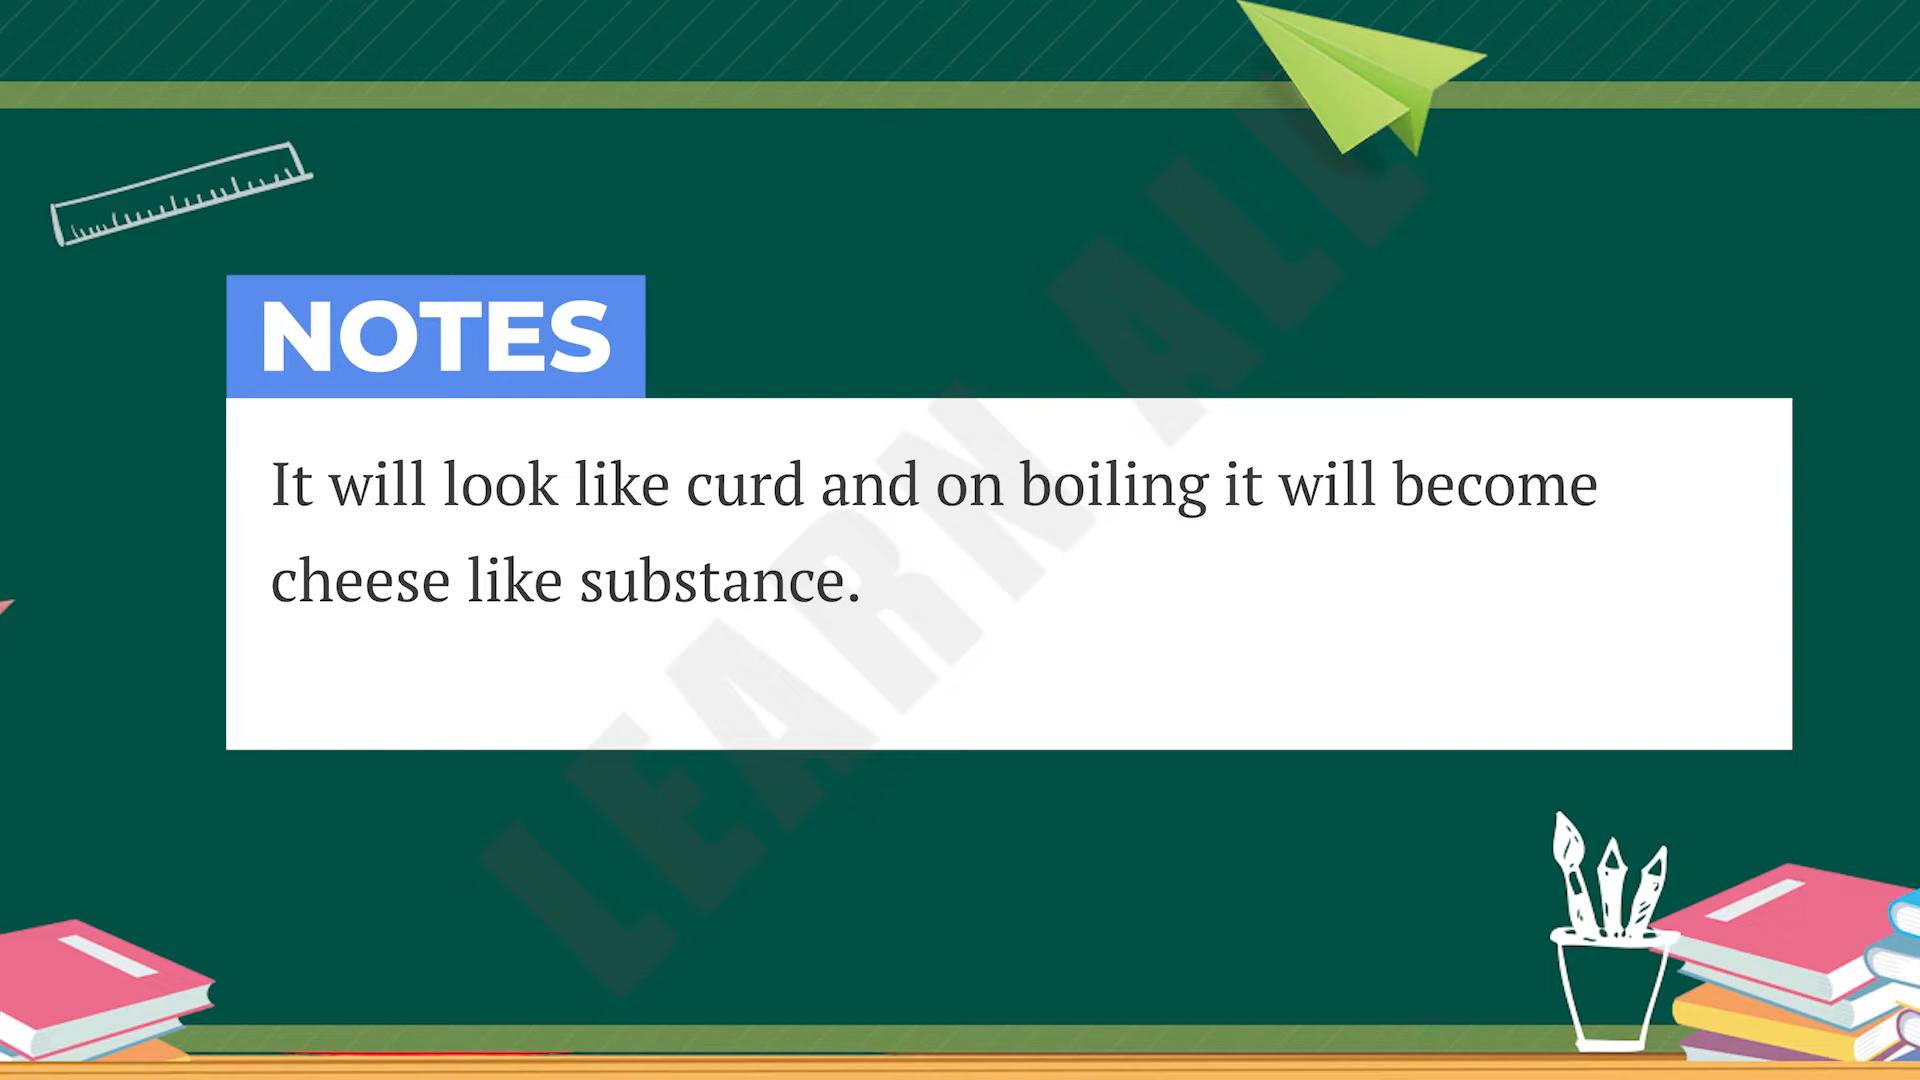 NOTES
It will look like curd and on boiling it will become
cheese like substance.
LEARN ALL